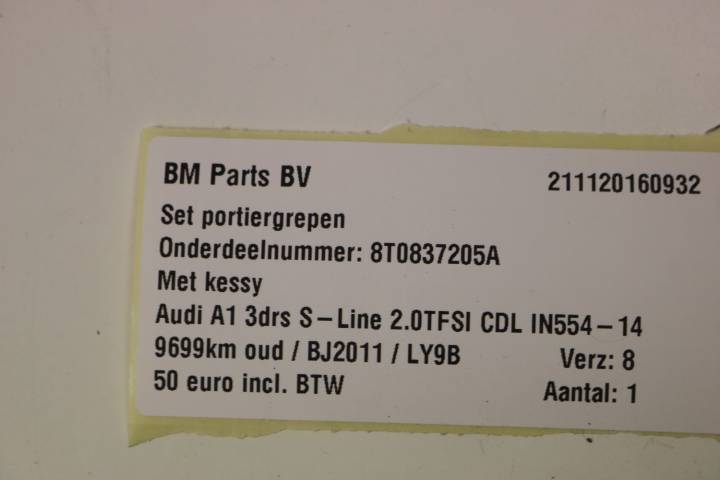 BM Parts BV 211120160932
Set portiergrepen
Onderdeelnummer: 8T0837205A
Met kessy
Audi A1 3drs S-Line 2.0TFSI CDL IN554-14
9699km oud / BJ2011 / LY9B Verz: 8
50 euro incl. BTW Aantal: 1